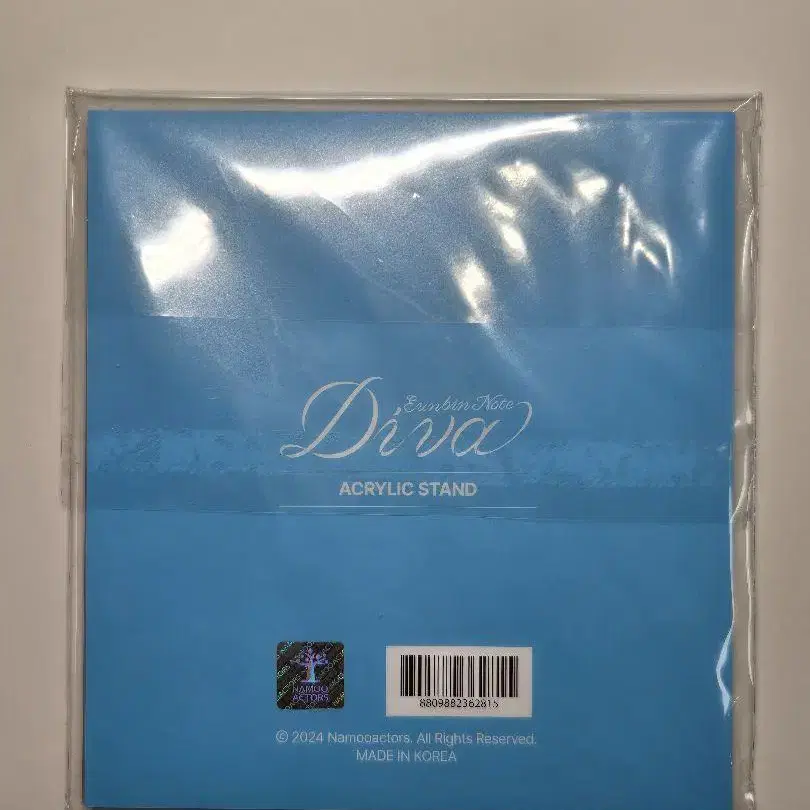 Eunbin Note
Diva
ACRYLIC STAND
NAMOO
ACTORS
8809882362815
© 2024 Namooactors. All Rights Reserved.
MADE IN KOREA